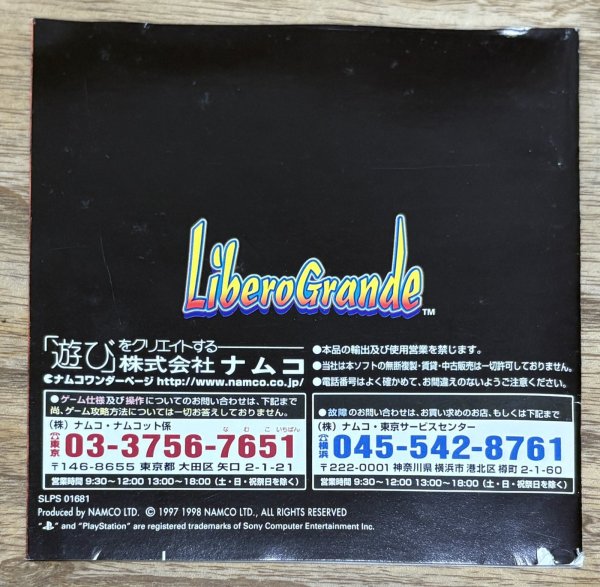 LiberoGrande™
「遊び」をクリエイトする
株式会社 ナムコ
ナムコワンダーページ http://www.namco.co.jp/
●本品の輸出及び使用営業を禁じます。
●当社は本ソフトの無断複製・賃貸・中古販売は一切許可しておりません。
●電話番号はよく確かめて、お間違えのないようご注意ください。
●ゲーム仕様及び操作についてのお問い合わせは、下記まで
尚、ゲーム攻略方法については一切お答えしておりません。
(株)ナムコ・ナムコット係
なむこ いちばん
☎東京 03-3756-7651
〒146-8655 東京都 大田区 矢口 2-1-21
営業時間 9:30~12:00 13:00~18:00(土・日・祝祭日を除く)
●故障のお問い合わせは、お買い求めのお店、もしくは下記まで
(株)ナムコ・東京サービスセンター
☎横浜 045-542-8761
〒222-0001 神奈川県 横浜市 港北区 樽町 2-1-60
営業時間 9:30~12:00 13:00~18:00(土・日・祝祭日を除く)
SLPS 01681
Produced by NAMCO LTD. © 1997 1998 NAMCO LTD., ALL RIGHTS RESERVED
" " and "PlayStation" are registered trademarks of Sony Computer Entertainment Inc.